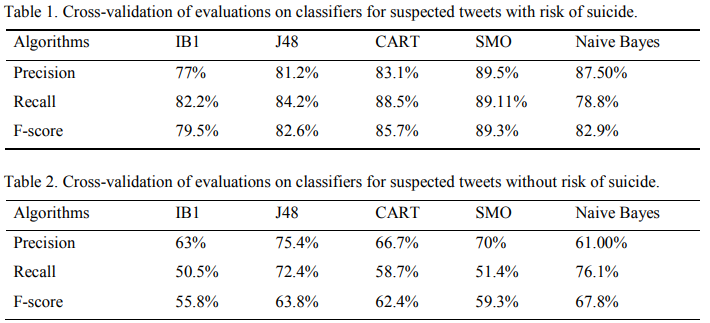 Table 1. Cross-validation of evaluations on classifiers for suspected tweets with risk of suicide.
Algorithms IB1 J48 CART SMO Naive Bayes
Precision 77% 81.2% 83.1% 89.5% 87.50%
Recall 82.2% 84.2% 88.5% 89.11% 78.8%
F-score 79.5% 82.6% 85.7% 89.3% 82.9%
Table 2. Cross-validation of evaluations on classifiers for suspected tweets without risk of suicide.
Algorithms IB1 J48 CART SMO Naive Bayes
Precision 63% 75.4% 66.7% 70% 61.00%
Recall 50.5% 72.4% 58.7% 51.4% 76.1%
F-score 55.8% 63.8% 62.4% 59.3% 67.8%